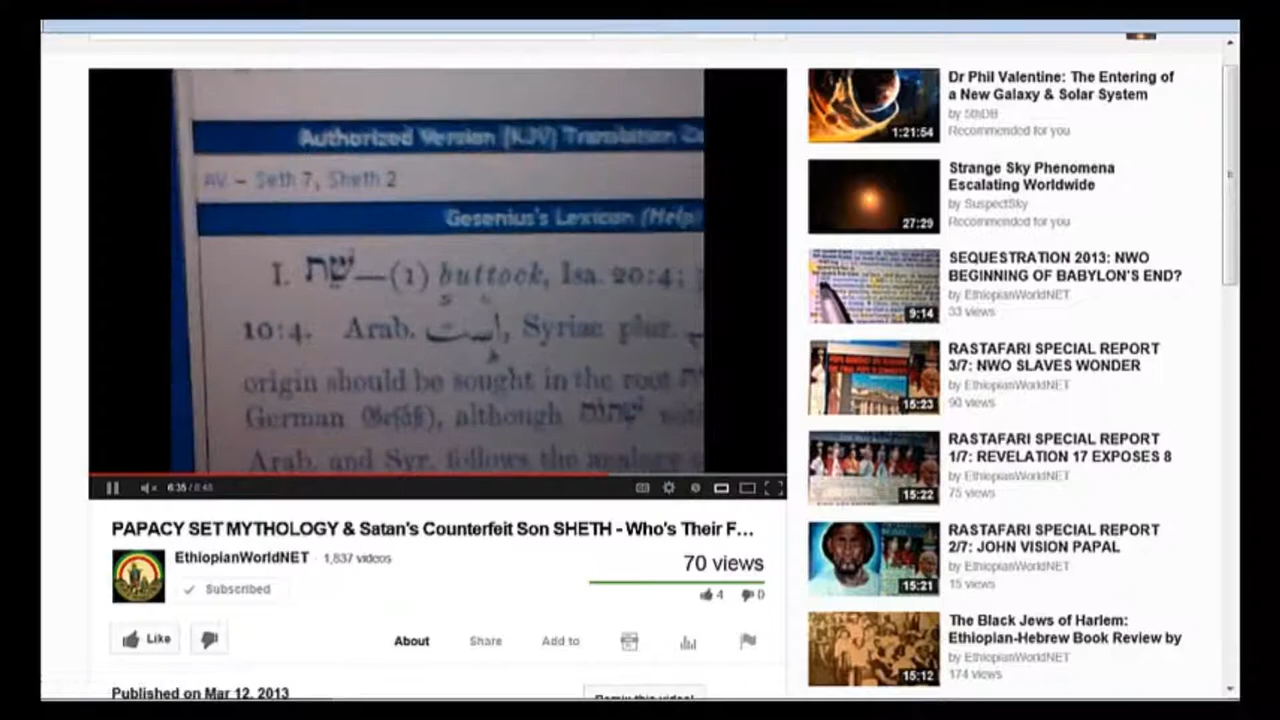 Authorized Version (KJV) Translation
AV – Seth 7, Sheth 2
Gesenius's Lexicon (Help)
I. שֵׁת—(1) buttock, Isa. 20:4;
10:4. Arab. Syriac plur.
origin should be sought in the root
German although
Arab. and Syr. follows the analogy
6:35 /
PAPACY SET MYTHOLOGY & Satan's Counterfeit Son SHETH - Who's Their F...
EthiopianWorldNET · 1,837 videos
Subscribed
70 views
4 0
Like
About Share Add to
Published on Mar 12, 2013
Remix this video!
Dr Phil Valentine: The Entering of
a New Galaxy & Solar System
by 5thDB
Recommended for you
1:21:54
Strange Sky Phenomena
Escalating Worldwide
by SuspectSky
Recommended for you
27:29
SEQUESTRATION 2013: NWO
BEGINNING OF BABYLON'S END?
by EthiopianWorldNET
33 views
9:14
RASTAFARI SPECIAL REPORT
3/7: NWO SLAVES WONDER
by EthiopianWorldNET
90 views
15:23
RASTAFARI SPECIAL REPORT
1/7: REVELATION 17 EXPOSES 8
by EthiopianWorldNET
75 views
15:22
RASTAFARI SPECIAL REPORT
2/7: JOHN VISION PAPAL
by EthiopianWorldNET
15 views
15:21
The Black Jews of Harlem:
Ethiopian-Hebrew Book Review by
by EthiopianWorldNET
174 views
15:12